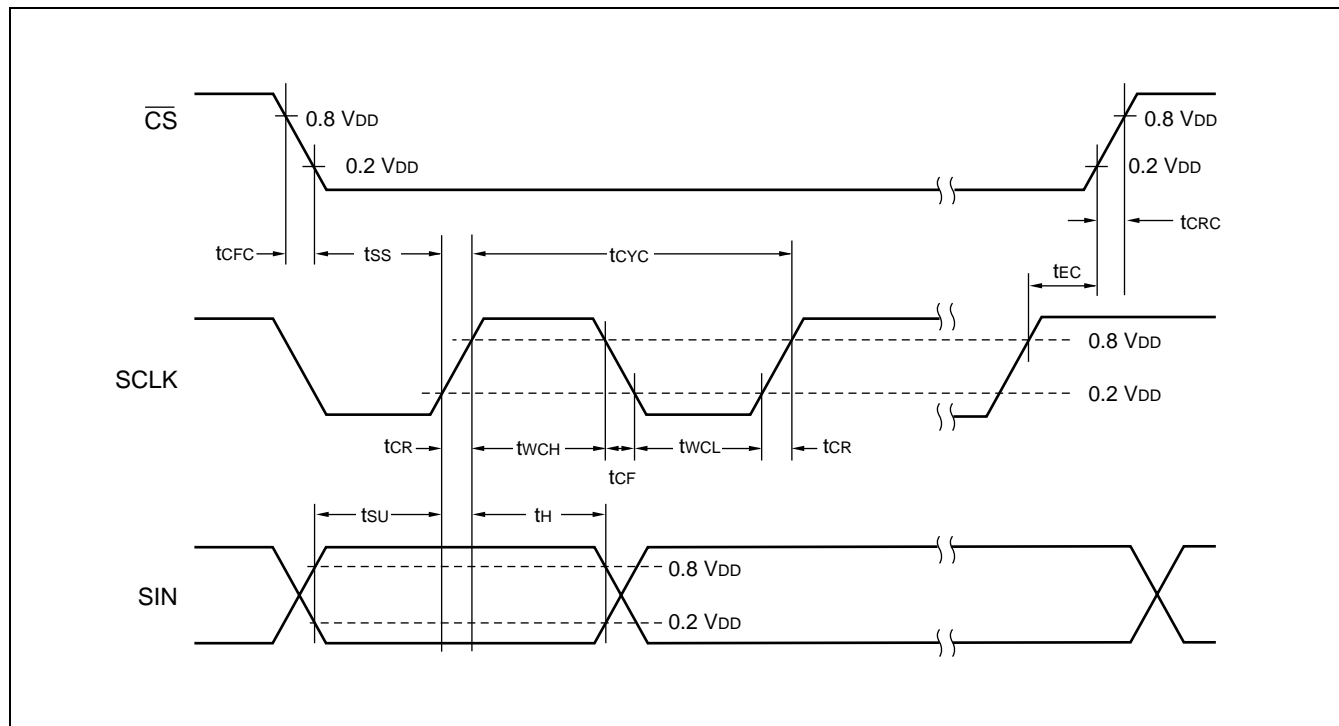 CS
0.8 VDD
0.8 VDD
0.2 VDD
0.2 VDD
tCFC
tSS
tCYC
tCRC
tEC
SCLK
0.8 VDD
0.2 VDD
tCR
tWCH
tWCL
tCR
tCF
tSU
tH
SIN
0.8 VDD
0.2 VDD